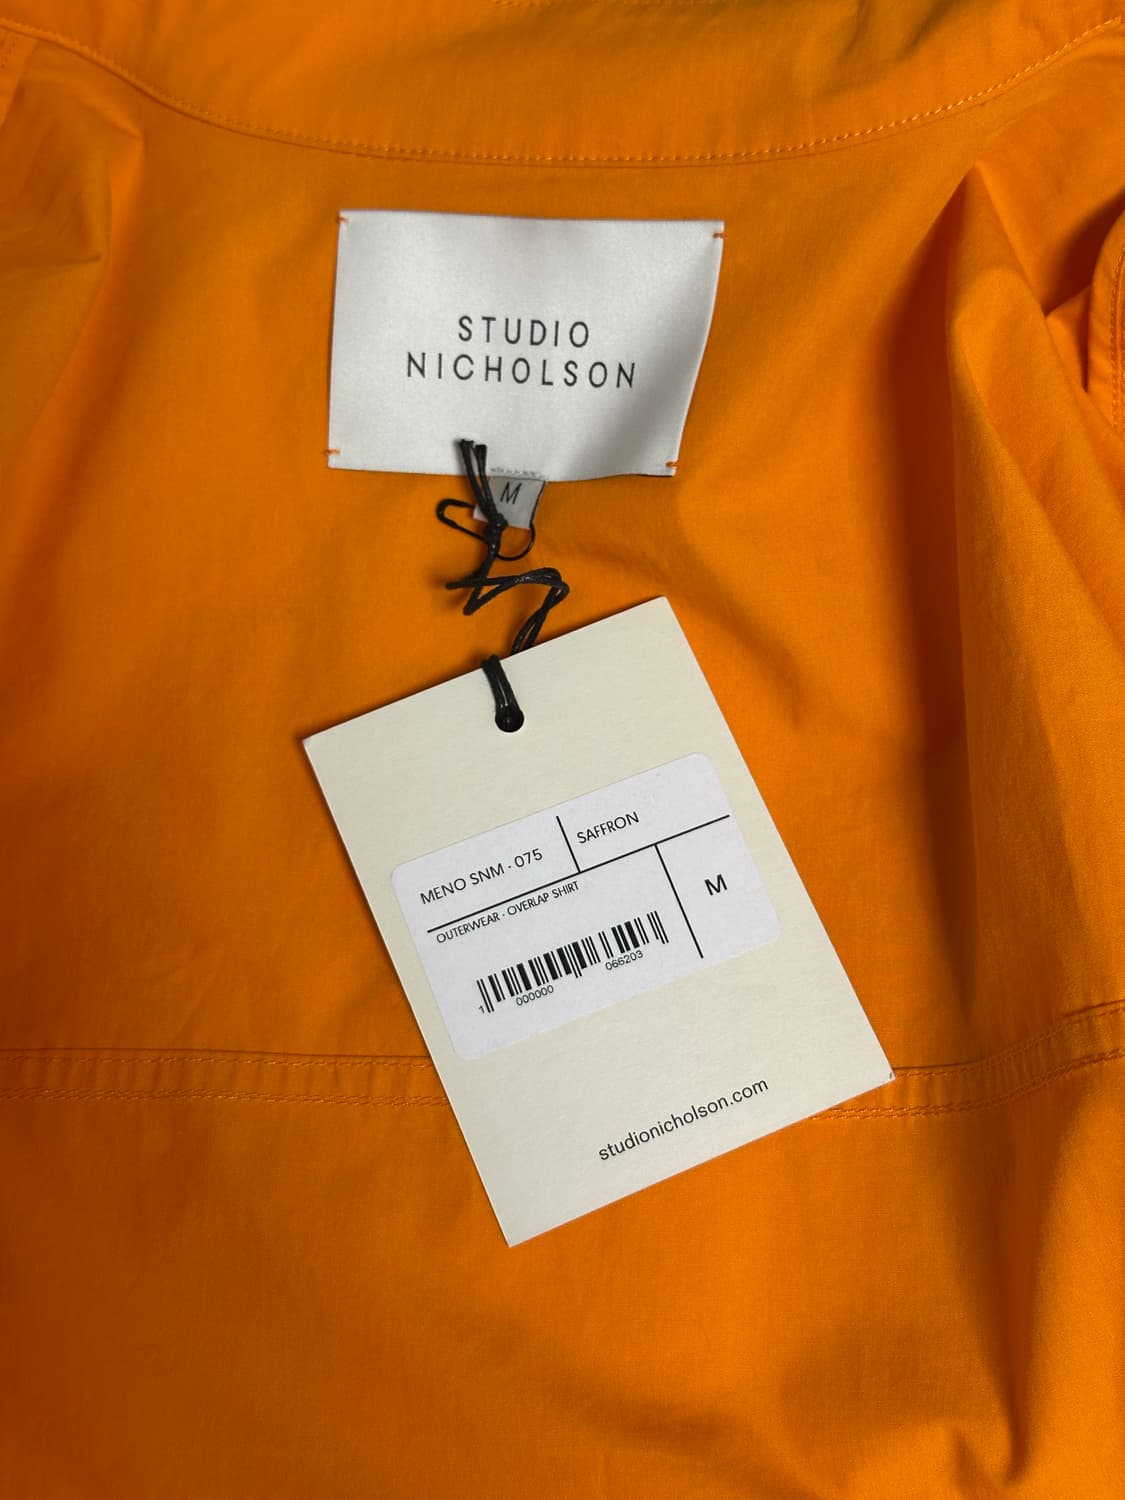 STUDIO
NICHOLSON
M
MENO SNM - 075
SAFFRON
OUTERWEAR - OVERLAP SHIRT
M
1 000000 066203
studionicholson.com